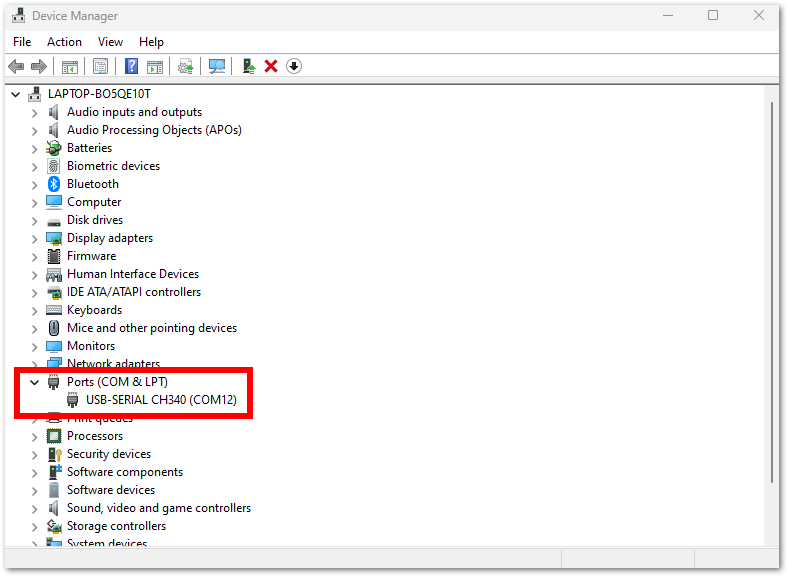 Device Manager
File Action View Help
LAPTOP-BO5QE10T
Audio inputs and outputs
Audio Processing Objects (APOs)
Batteries
Biometric devices
Bluetooth
Computer
Disk drives
Display adapters
Firmware
Human Interface Devices
IDE ATA/ATAPI controllers
Keyboards
Mice and other pointing devices
Monitors
Network adapters
Ports (COM & LPT)
USB-SERIAL CH340 (COM12)
Print queues
Processors
Security devices
Software components
Software devices
Sound, video and game controllers
Storage controllers
System devices